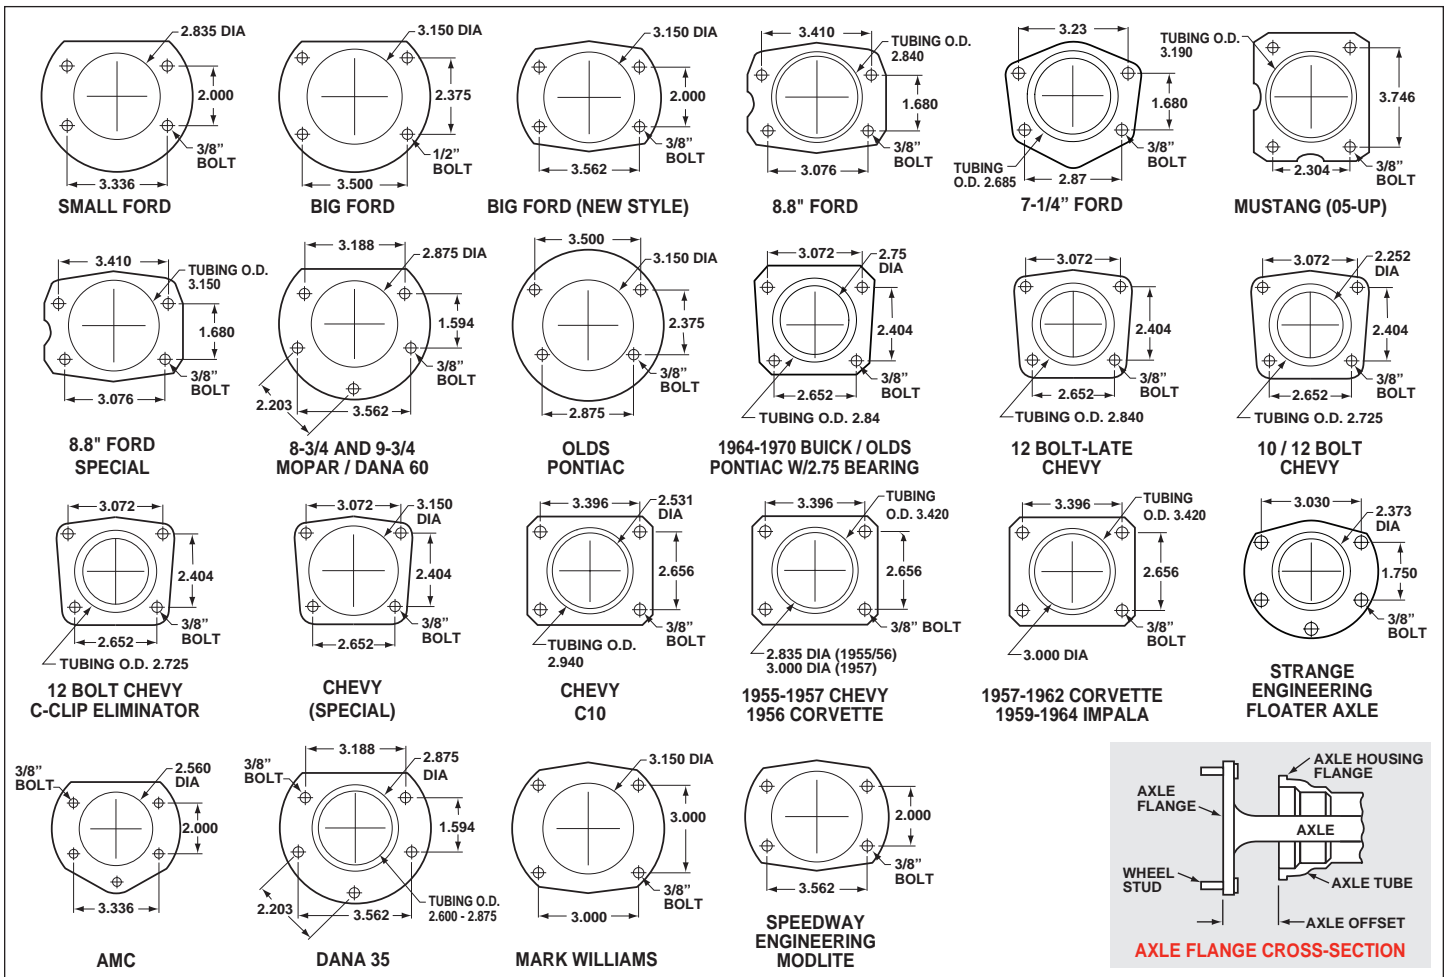 2.835 DIA
2.000
3/8”
BOLT
3.336
SMALL FORD
3.150 DIA
2.375
1/2”
BOLT
3.500
BIG FORD
3.150 DIA
2.000
3/8”
BOLT
3.562
BIG FORD (NEW STYLE)
3.410
TUBING O.D.
2.840
1.680
3/8”
BOLT
3.076
8.8" FORD
3.23
1.680
3/8”
BOLT
TUBING
O.D. 2.685
2.87
7-1/4” FORD
TUBING O.D.
3.190
3.746
3/8”
BOLT
2.304
MUSTANG (05-UP)
3.410
TUBING O.D.
3.150
1.680
3/8”
BOLT
3.076
8.8" FORD
SPECIAL
3.188
2.875 DIA
1.594
3/8”
BOLT
2.203
3.562
8-3/4 AND 9-3/4
MOPAR / DANA 60
3.500
3.150 DIA
2.375
3/8”
BOLT
2.875
OLDS
PONTIAC
3.072
2.75
DIA
2.404
3/8”
BOLT
2.652
TUBING O.D. 2.84
1964-1970 BUICK / OLDS
PONTIAC W/2.75 BEARING
3.072
2.404
3/8”
BOLT
2.652
TUBING O.D. 2.840
12 BOLT-LATE
CHEVY
3.072
2.252
DIA
2.404
3/8”
BOLT
2.652
TUBING O.D. 2.725
10 / 12 BOLT
CHEVY
3.072
2.404
3/8”
BOLT
2.652
TUBING O.D. 2.725
12 BOLT CHEVY
C-CLIP ELIMINATOR
3.072
3.150
DIA
2.404
3/8”
BOLT
2.652
CHEVY
(SPECIAL)
3.396
2.531
DIA
2.656
3/8”
BOLT
TUBING O.D.
2.940
CHEVY
C10
3.396
TUBING
O.D. 3.420
2.656
3/8” BOLT
2.835 DIA (1955/56)
3.000 DIA (1957)
1955-1957 CHEVY
1956 CORVETTE
3.396
TUBING
O.D. 3.420
2.656
3/8”
BOLT
3.000 DIA
1957-1962 CORVETTE
1959-1964 IMPALA
3.030
2.373
DIA
1.750
3/8”
BOLT
STRANGE
ENGINEERING
FLOATER AXLE
3/8”
BOLT
2.560
DIA
2.000
3.336
AMC
3/8”
BOLT
3.188
2.875
DIA
1.594
2.203
3.562
TUBING O.D.
2.600 - 2.875
DANA 35
3.150 DIA
3.000
3/8”
BOLT
3.000
MARK WILLIAMS
2.000
3/8”
BOLT
3.562
SPEEDWAY
ENGINEERING
MODLITE
AXLE HOUSING
FLANGE
AXLE
FLANGE
AXLE
WHEEL
STUD
AXLE TUBE
AXLE OFFSET
AXLE FLANGE CROSS-SECTION